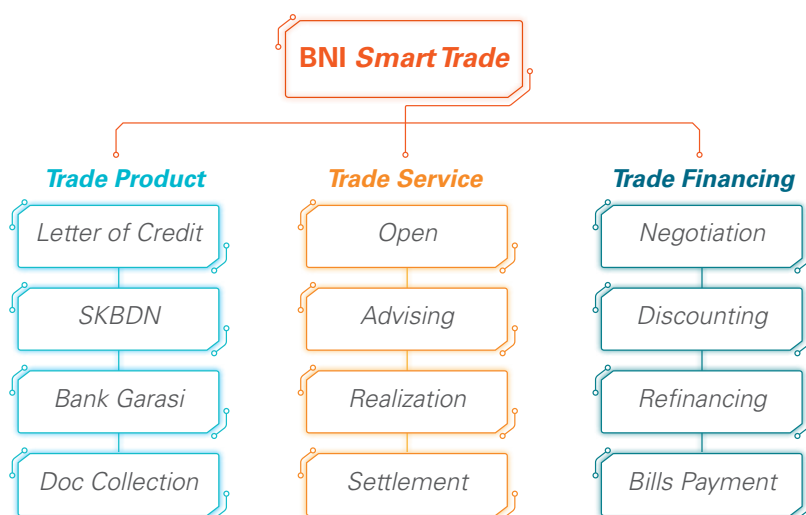 BNI Smart Trade
Trade Product
Letter of Credit
SKBDN
Bank Garasi
Doc Collection
Trade Service
Open
Advising
Realization
Settlement
Trade Financing
Negotiation
Discounting
Refinancing
Bills Payment